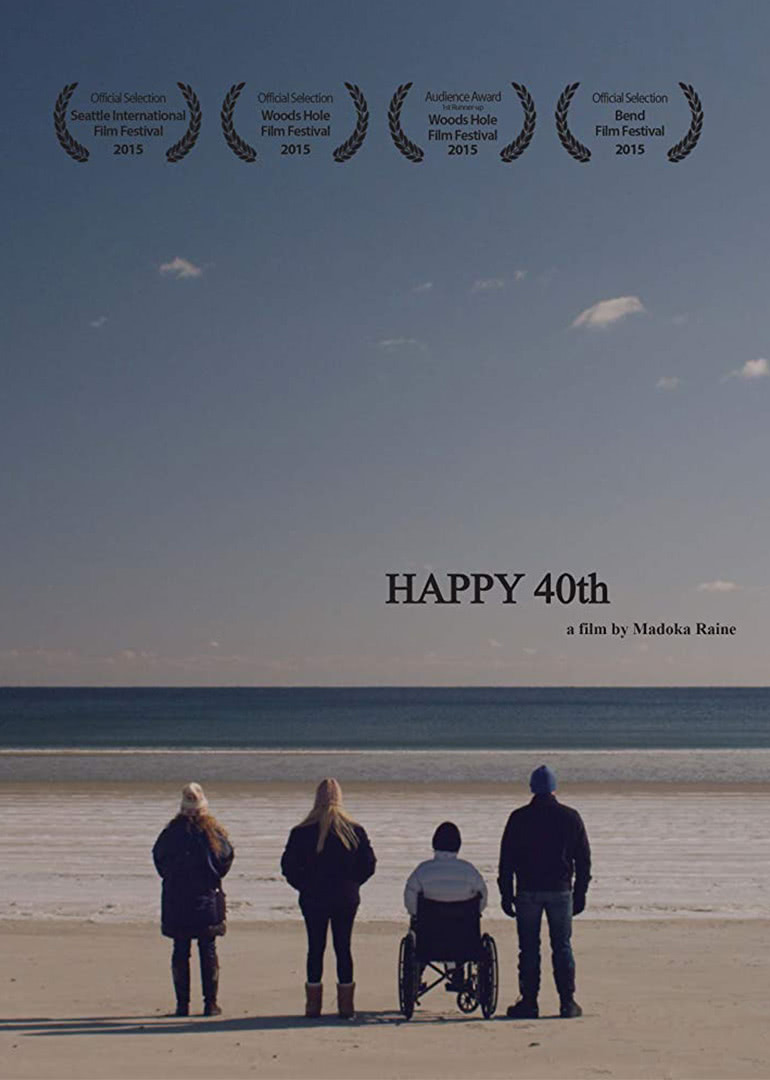 Official Selection
Seattle International
Film Festival
2015
Official Selection
Woods Hole
Film Festival
2015
Audience Award
1st Runner-up
Woods Hole
Film Festival
2015
Official Selection
Bend
Film Festival
2015
HAPPY 40th
a film by Madoka Raine